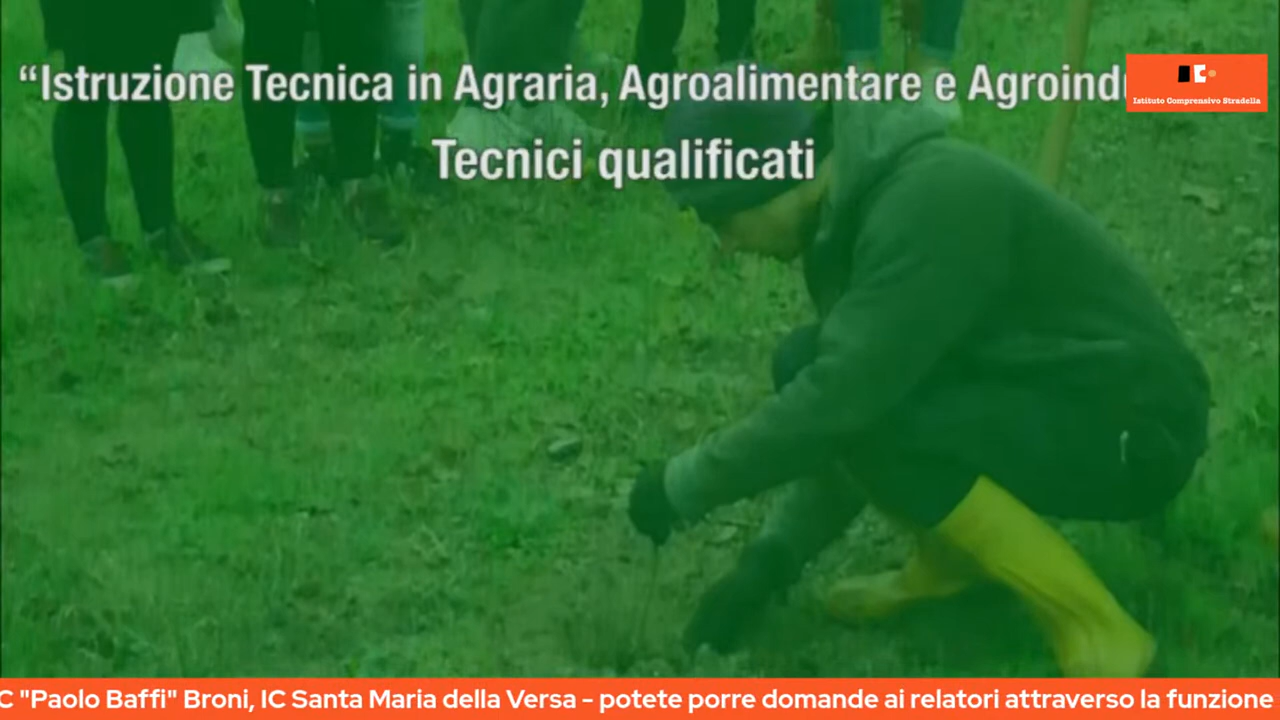 “Istruzione Tecnica in Agraria, Agroalimentare e
Istituto Comprensivo Stradella
Tecnici qualificati
"Paolo Baffi" Broni, IC Santa Maria della Versa - potete porre domande ai relatori attraverso la funzione